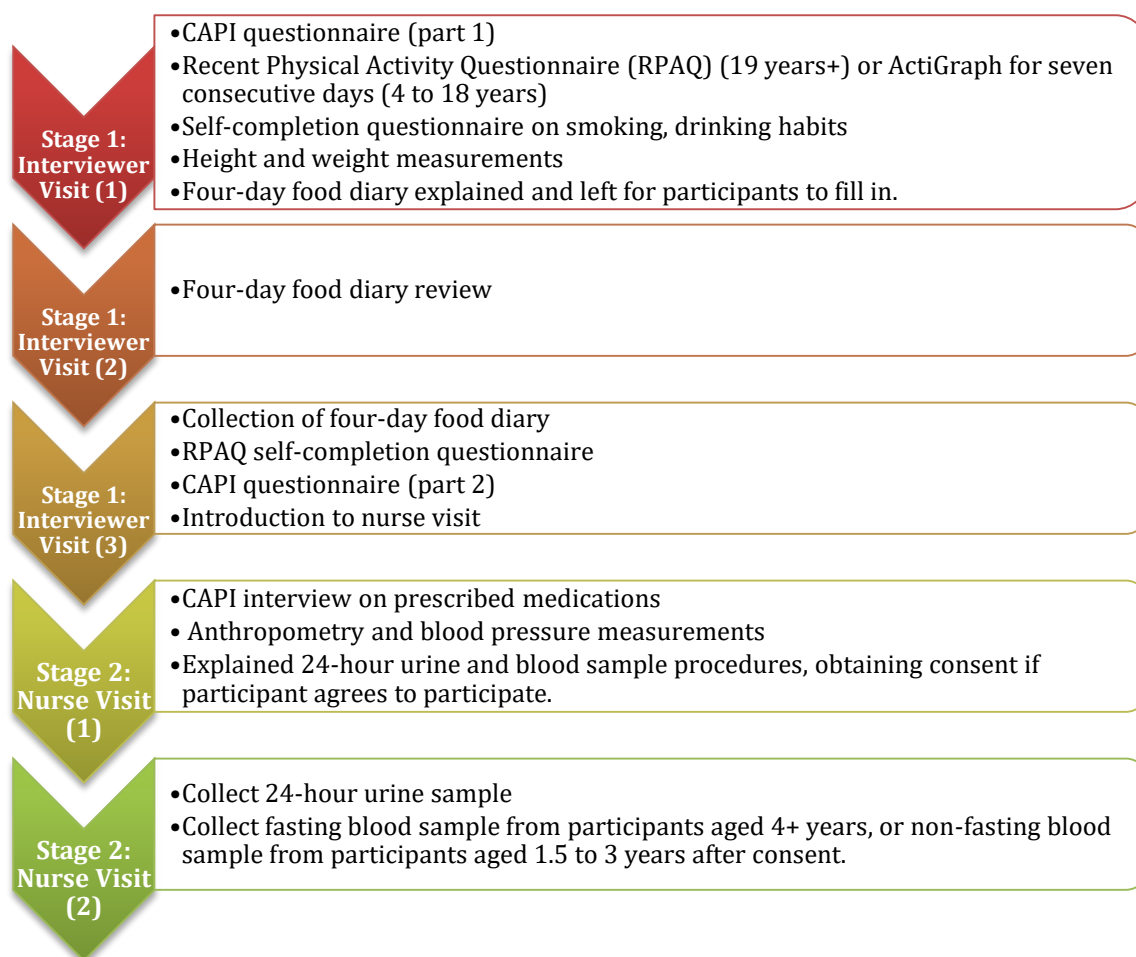 Stage 1:
Interviewer
Visit (1)
•CAPI questionnaire (part 1)
•Recent Physical Activity Questionnaire (RPAQ) (19 years+) or ActiGraph for seven
consecutive days (4 to 18 years)
•Self-completion questionnaire on smoking, drinking habits
•Height and weight measurements
•Four-day food diary explained and left for participants to fill in.
Stage 1:
Interviewer
Visit (2)
•Four-day food diary review
Stage 1:
Interviewer
Visit (3)
•Collection of four-day food diary
•RPAQ self-completion questionnaire
•CAPI questionnaire (part 2)
•Introduction to nurse visit
Stage 2:
Nurse Visit
(1)
•CAPI interview on prescribed medications
• Anthropometry and blood pressure measurements
•Explained 24-hour urine and blood sample procedures, obtaining consent if
participant agrees to participate.
Stage 2:
Nurse Visit
(2)
•Collect 24-hour urine sample
•Collect fasting blood sample from participants aged 4+ years, or non-fasting blood
sample from participants aged 1.5 to 3 years after consent.